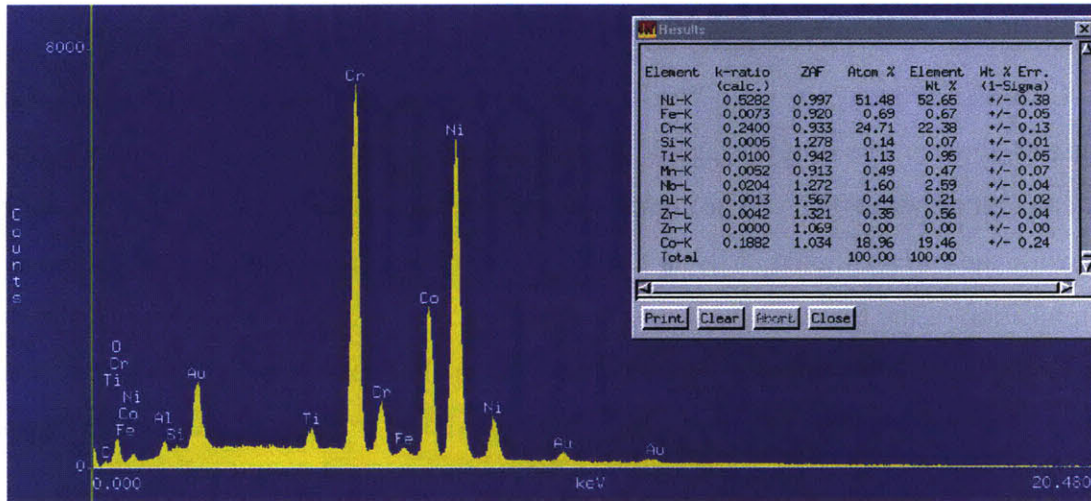 8000
Counts
0
0.000
keV
20.480
C
O
Cr
Ti
Ni
Co
Fe
Al
Si
Au
Ti
Cr
Cr
Fe
Co
Ni
Ni
Au
Au
Results
Element k-ratio ZAF Atom % Element Wt % Err.
(calc.) Wt % (1-Sigma)
Ni-K 0.5282 0.997 51.48 52.65 +/- 0.38
Fe-K 0.0073 0.920 0.69 0.67 +/- 0.05
Cr-K 0.2400 0.933 24.71 22.38 +/- 0.13
Si-K 0.0005 1.278 0.14 0.07 +/- 0.01
Ti-K 0.0100 0.942 1.13 0.95 +/- 0.05
Mn-K 0.0052 0.913 0.49 0.47 +/- 0.07
Nb-L 0.0204 1.272 1.60 2.59 +/- 0.04
Al-K 0.0013 1.567 0.44 0.21 +/- 0.02
Zr-L 0.0042 1.321 0.35 0.56 +/- 0.04
Zn-K 0.0000 1.069 0.00 0.00 +/- 0.00
Co-K 0.1882 1.034 18.96 19.46 +/- 0.24
Total 100.00 100.00
Print Clear Abort Close